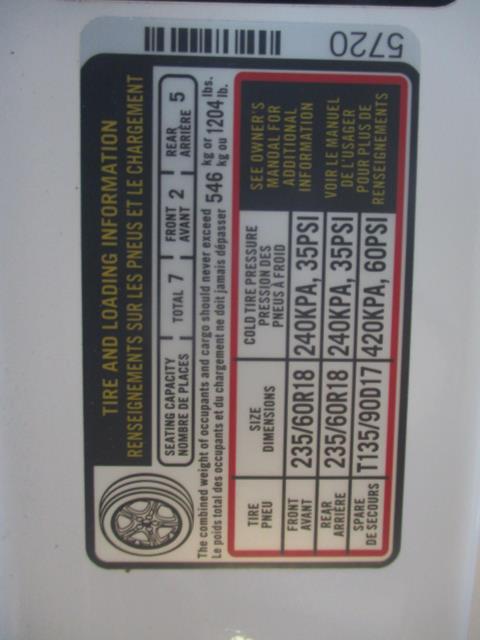 5720
TIRE AND LOADING INFORMATION
RENSEIGNEMENTS SUR LES PNEUS ET LE CHARGEMENT
SEATING CAPACITY
NOMBRE DE PLACES
TOTAL 7
FRONT
AVANT 2
REAR
ARRIÈRE 5
The combined weight of occupants and cargo should never exceed 546 kg or 1204 lbs.
Le poids total des occupants et du chargement ne doit jamais dépasser 546 kg ou 1204 lb.
TIRE
PNEU
SIZE
DIMENSIONS
COLD TIRE PRESSURE
PRESSION DES
PNEUS À FROID
FRONT
AVANT
235/60R18
240KPA, 35PSI
REAR
ARRIÈRE
235/60R18
240KPA, 35PSI
SPARE
DE SECOURS
T135/90D17
420KPA, 60PSI
SEE OWNER'S
MANUAL FOR
ADDITIONAL
INFORMATION
VOIR LE MANUEL
DE L'USAGER
POUR PLUS DE
RENSEIGNEMENTS